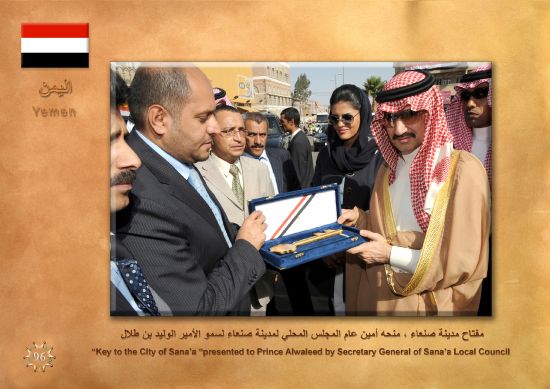 اليمن
Yemen
مفتاح مدينة صنعاء ، منحه أمين عام المجلس المحلي لمدينة صنعاء لسمو الأمير الوليد بن طلال
“Key to the City of Sana’a “presented to Prince Alwaleed by Secretary General of Sana’a Local Council
96